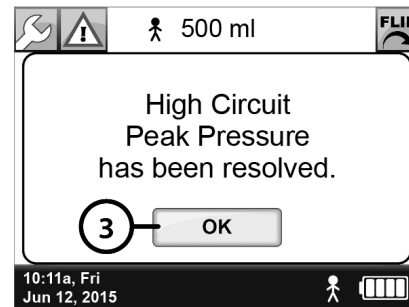 500 ml
High Circuit
Peak Pressure
has been resolved.
3
OK
10:11a, Fri
Jun 12, 2015